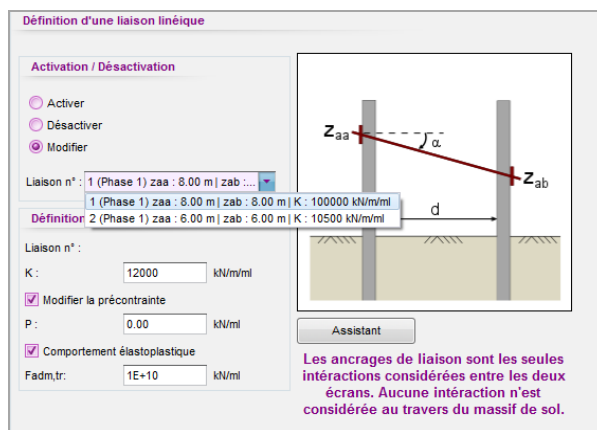 Définition d'une liaison linéique
Activation / Désactivation
Activer
Désactiver
Modifier
Liaison n° : 1 (Phase 1) zaa : 8.00 m | zab :...
1 (Phase 1) zaa : 8.00 m | zab : 8.00 m | K : 100000 kN/m/ml
2 (Phase 1) zaa : 6.00 m | zab : 6.00 m | K : 10500 kN/m/ml
Définition
Liaison n° :
K : 12000 kN/m/ml
Modifier la précontrainte
P : 0.00 kN/ml
Comportement élastoplastique
Fadm,tr: 1E+10 kN/ml
Zaa
α
Zab
d
Assistant
Les ancrages de liaison sont les seules
intéractions considérées entre les deux
écrans. Aucune intéraction n'est
considérée au travers du massif de sol.